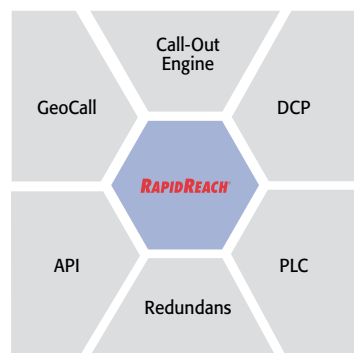 Call-Out
Engine
GeoCall
DCP
RAPIDREACH
API
PLC
Redundans